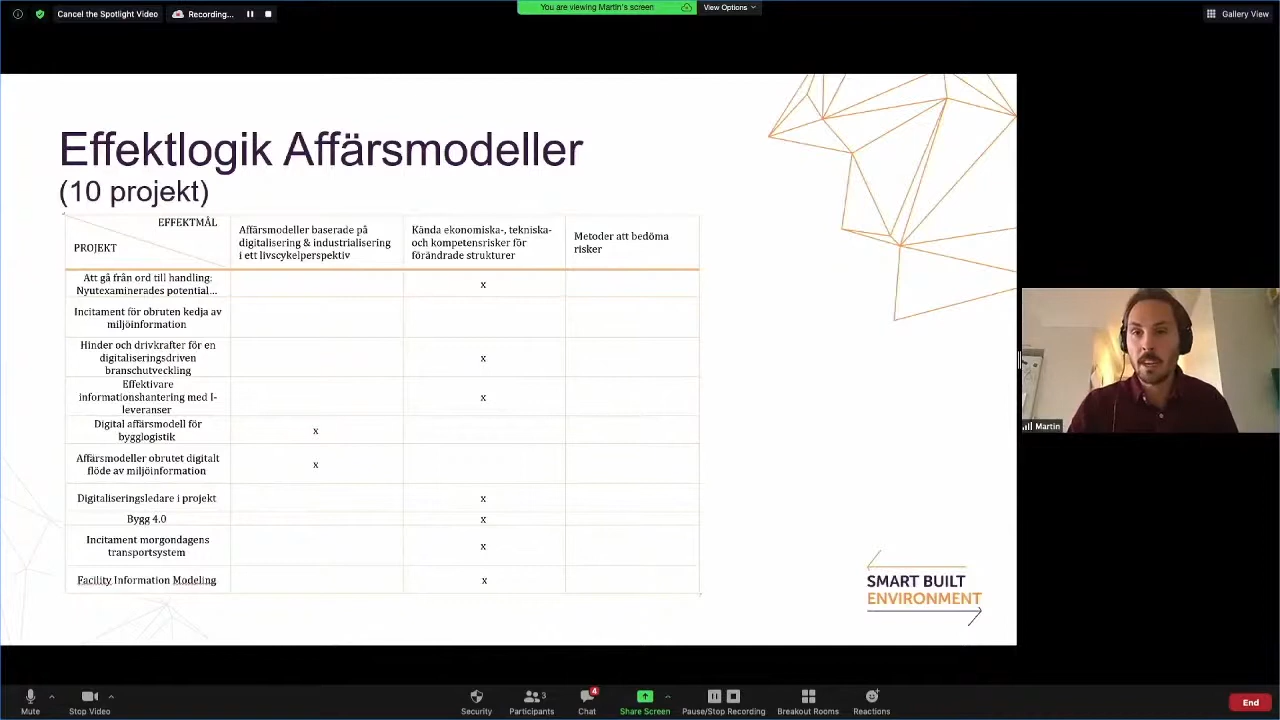 Cancel the Spotlight Video
Recording...
You are viewing Martin's screen
View Options
Gallery View
Effektlogik Affärsmodeller
(10 projekt)
EFFEKTMÅL
PROJEKT
Affärsmodeller baserade på
digitalisering & industrialisering
i ett livscykelperspektiv
Kända ekonomiska-, tekniska-
och kompetensrisker för
förändrade strukturer
Metoder att bedöma
risker
Att gå från ord till handling:
Nyutexaminerades potential...
x
Incitament för obruten kedja av
miljöinformation
Hinder och drivkrafter för en
digitaliseringsdriven
branschutveckling
x
Effektivare
informationshantering med I-
leveranser
x
Digital affärsmodell för
bygglogistik
x
Affärsmodeller obrutet digitalt
flöde av miljöinformation
x
Digitaliseringsledare i projekt
x
Bygg 4.0
x
Incitament morgondagens
transportsystem
x
Facility Information Modeling
x
SMART BUILT
ENVIRONMENT
Martin
Mute
Stop Video
Security
3
Participants
4
Chat
Share Screen
Pause/Stop Recording
Breakout Rooms
Reactions
End